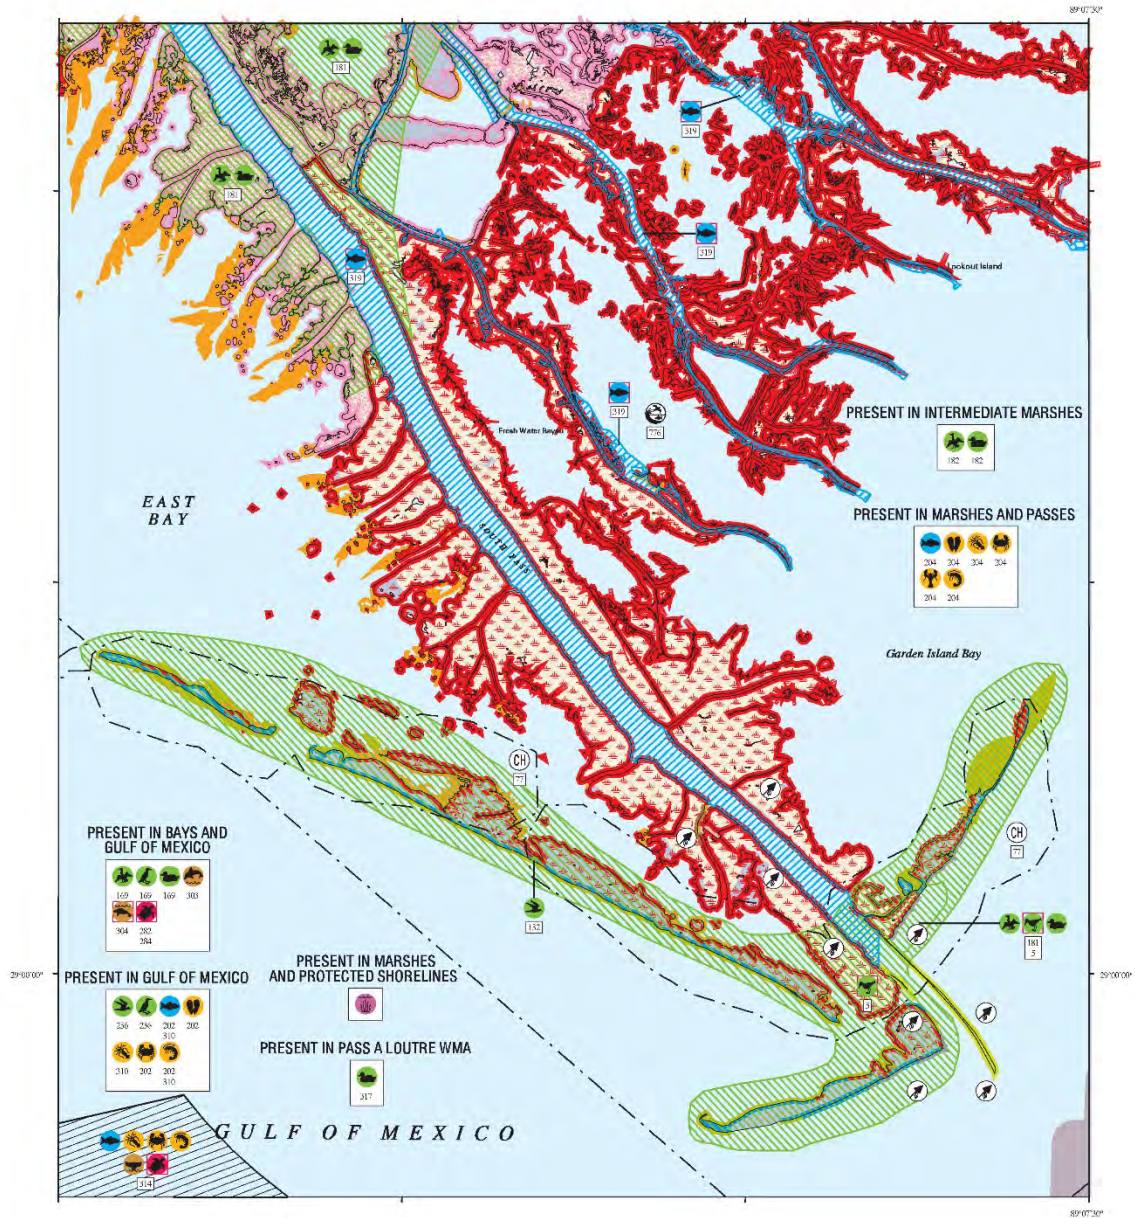 89°07'30"
181
319
181
319
Lookout Island
319
PRESENT IN INTERMEDIATE MARSHES
182 182
319
776
Fresh Water Bayou
EAST
BAY
PRESENT IN MARSHES AND PASSES
204 204 204 204
204 204
SOUTH PASS
Garden Island Bay
CH
77
CH
77
PRESENT IN BAYS AND
GULF OF MEXICO
169 169 169 303
304 282
284
132
181
5
29°00'00"
29°00'00"
PRESENT IN GULF OF MEXICO
236 236 202 202
310
310 202 202
310
PRESENT IN MARSHES
AND PROTECTED SHORELINES
5
PRESENT IN PASS A LOUTRE WMA
317
GULF OF MEXICO
314
89°07'30"